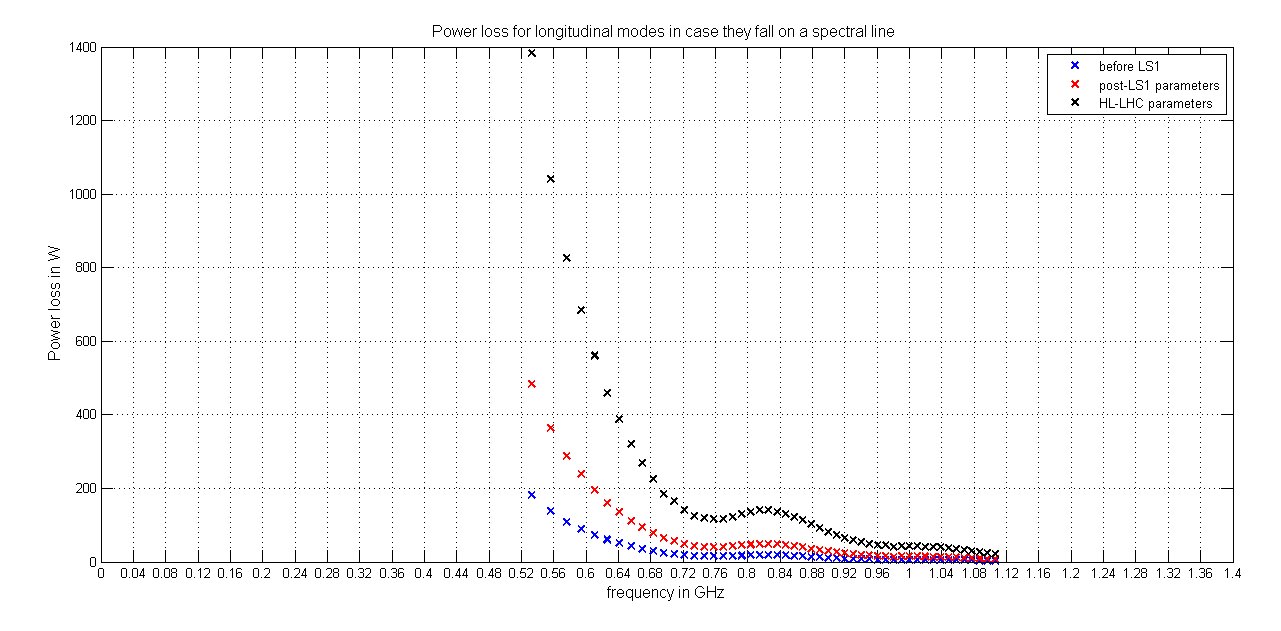 Power loss for longitudinal modes in case they fall on a spectral line
1400
1200
1000
800
600
400
200
0
Power loss in W
before LS1
post-LS1 parameters
HL-LHC parameters
0 0.04 0.08 0.12 0.16 0.2 0.24 0.28 0.32 0.36 0.4 0.44 0.48 0.52 0.56 0.6 0.64 0.68 0.72 0.76 0.8 0.84 0.88 0.92 0.96 1 1.04 1.08 1.12 1.16 1.2 1.24 1.28 1.32 1.36 1.4
frequency in GHz